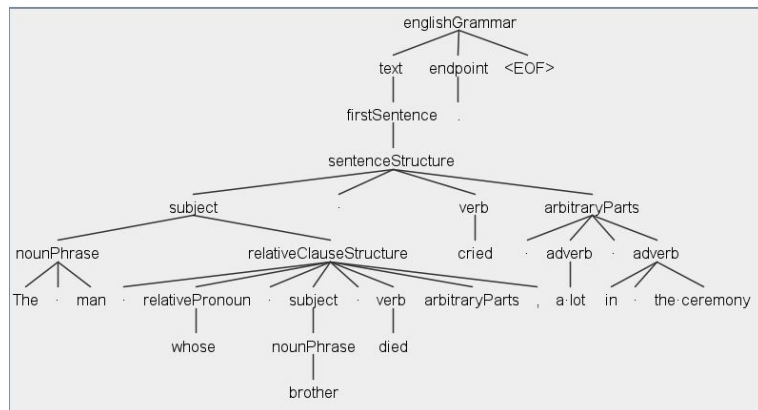 englishGrammar
text endpoint <EOF>
firstSentence .
sentenceStructure
subject · verb arbitraryParts
nounPhrase relativeClauseStructure cried · adverb · adverb
The · man · relativePronoun · subject · verb arbitraryParts , a·lot in · the·ceremony
whose nounPhrase died
brother